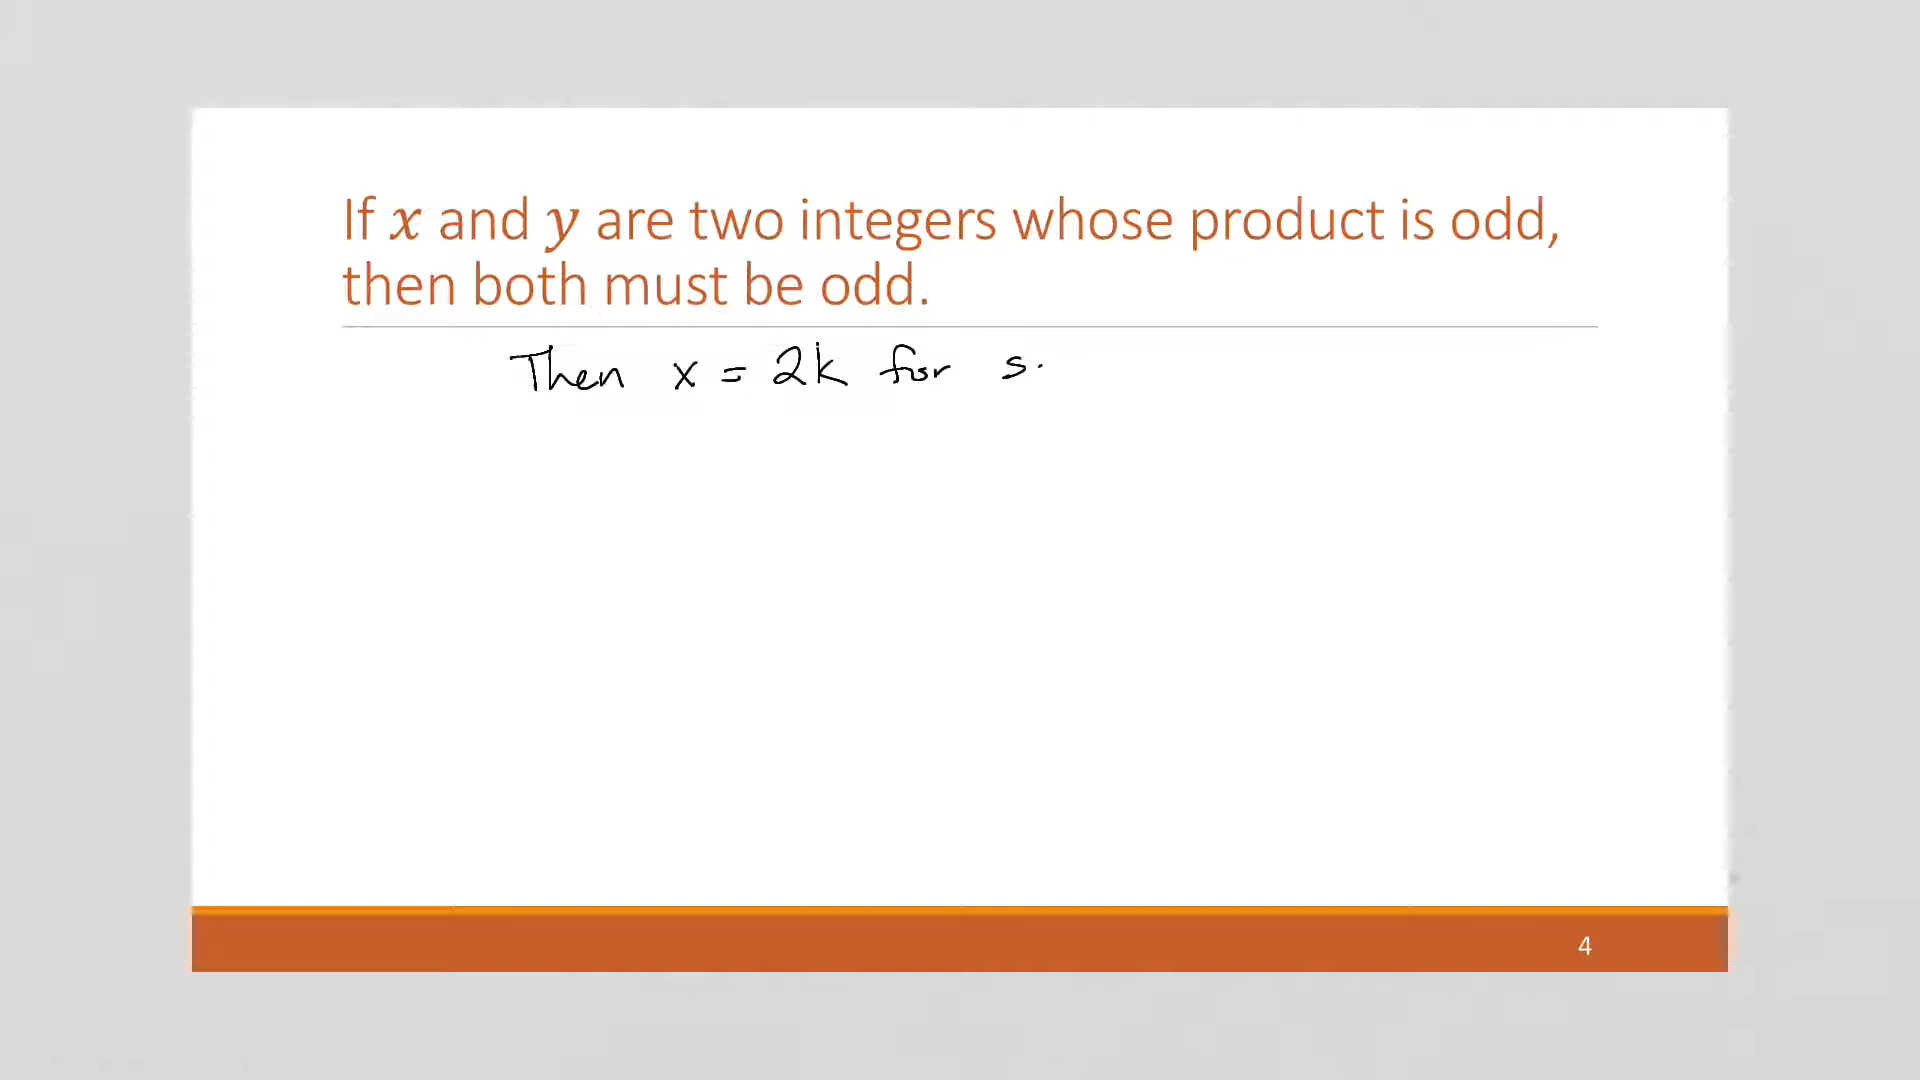 If x and y are two integers whose product is odd,
then both must be odd.
Then x = 2k for s.
4